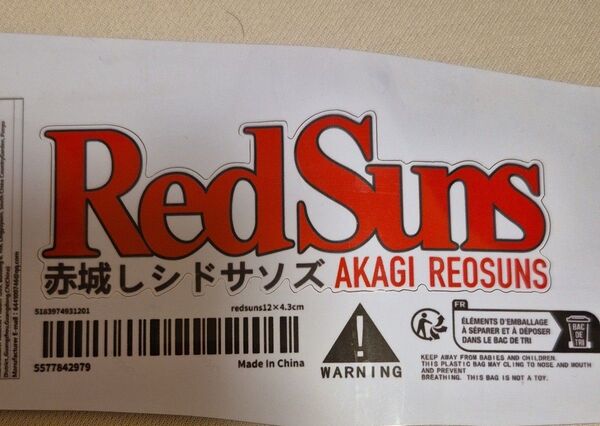 RedSuns
赤城しシドサソズ AKAGI REOSUNS
5183974931201
redsuns12×4.3cm
5577842979
Made In China
WARNING
FR
ÉLÉMENTS D'EMBALLAGE
À SÉPARER ET À DÉPOSER
DANS LE BAC DE TRI
BAC
DE
TRI
KEEP AWAY FROM BABIES AND CHILDREN.
THIS PLASTIC BAG MAY CLING TO NOSE AND MOUTH
AND PREVENT
BREATHING. THIS BAG IS NOT A TOY.